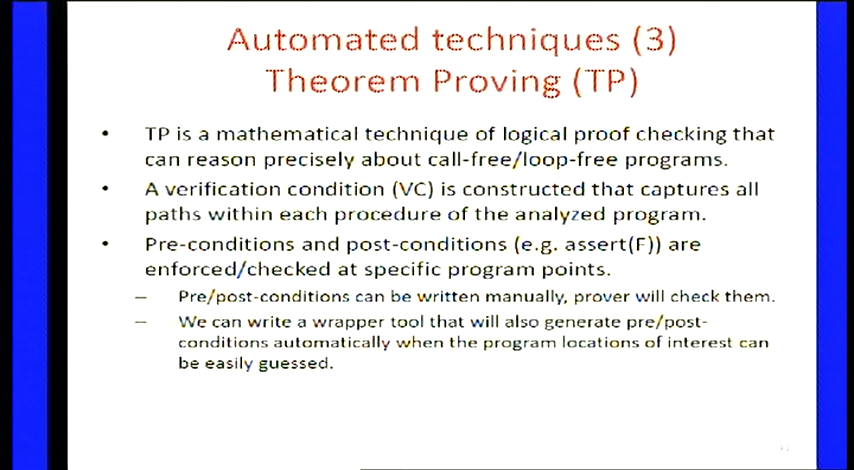 Automated techniques (3)
Theorem Proving (TP)
• TP is a mathematical technique of logical proof checking that
can reason precisely about call-free/loop-free programs.
• A verification condition (VC) is constructed that captures all
paths within each procedure of the analyzed program.
• Pre-conditions and post-conditions (e.g. assert(F)) are
enforced/checked at specific program points.
– Pre/post-conditions can be written manually, prover will check them.
– We can write a wrapper tool that will also generate pre/post-
conditions automatically when the program locations of interest can
be easily guessed.